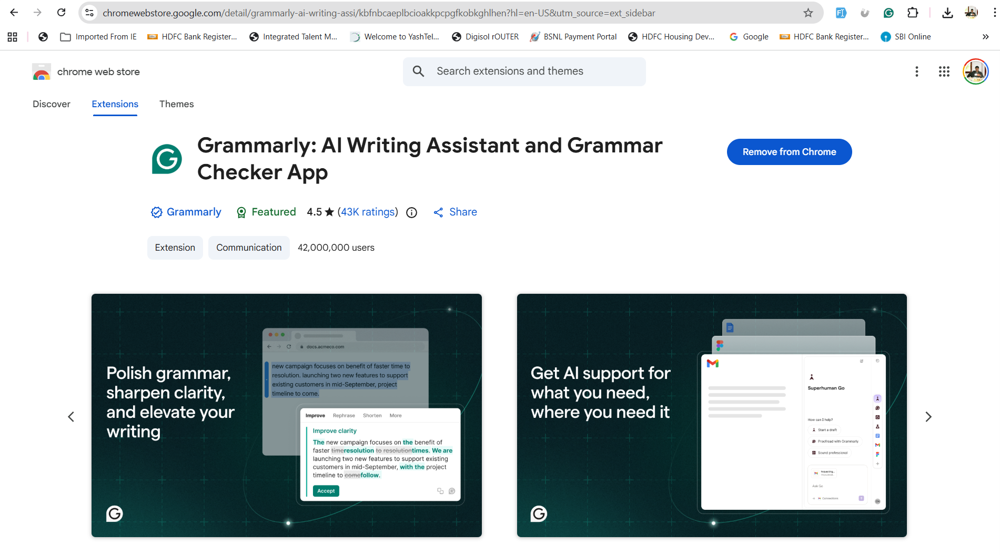 chromewebstore.google.com/detail/grammarly-ai-writing-assi/kbfnbcaeplbcioakkpcpgfkobkghlhen?hl=en-US&utm_source=ext_sidebar
Imported From IE
HDFC Bank Register...
Integrated Talent M...
Welcome to YashTel...
Digisol rOUTER
BSNL Payment Portal
HDFC Housing Dev...
Google
HDFC Bank Register...
SBI Online
chrome web store
Search extensions and themes
Discover Extensions Themes
Grammarly: AI Writing Assistant and Grammar
Checker App
Remove from Chrome
Grammarly Featured 4.5 ★ (43K ratings) Share
Extension Communication 42,000,000 users
Polish grammar,
sharpen clarity,
and elevate your
writing
docs.acmeco.com
new campaign focuses on benefit of faster time to
resolution. launching two new features to support
existing customers in mid-September, project
timeline to come.
Improve Rephrase Shorten More
Improve clarity
The new campaign focuses on the benefit of
faster timeresolution to resolutiontimes. We are
launching two new features to support existing
customers in mid-September, with the project
timeline to comefollow.
Accept
Get AI support for
what you need,
where you need it
Superhuman Go
How can I help?
Start a draft
Proofread with Grammarly
Sound professional
Requesting...
Ask Go
+ Connections